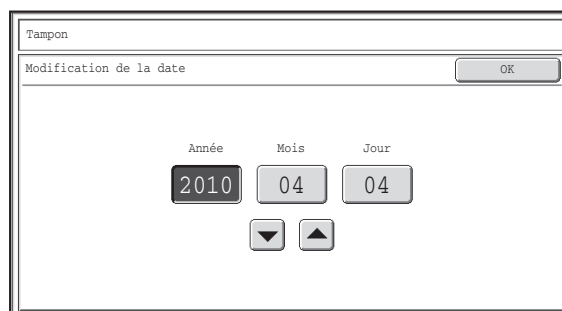 Tampon
Modification de la date
OK
Année Mois Jour
2010 04 04